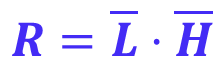 R = L̅ · H̅